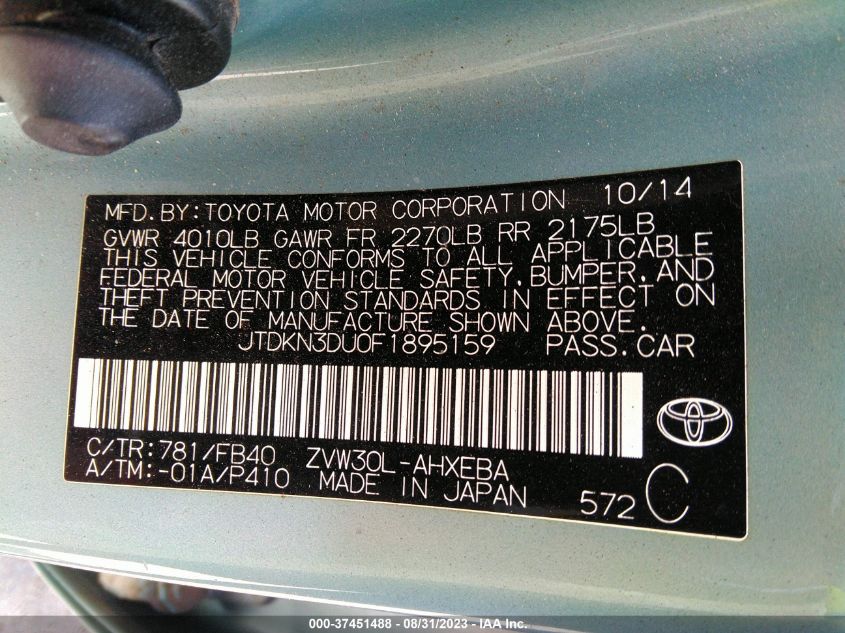 MFD. BY: TOYOTA MOTOR CORPORATION 10/14
GVWR 4010LB GAWR FR 2270LB RR 2175LB
THIS VEHICLE CONFORMS TO ALL APPLICABLE
FEDERAL MOTOR VEHICLE SAFETY, BUMPER, AND
THEFT PREVENTION STANDARDS IN EFFECT ON
THE DATE OF MANUFACTURE SHOWN ABOVE.
JTDKN3DU0F1895159 PASS. CAR
C/TR: 781/FB40 ZVW30L-AHXEBA
A/TM: -01A/P410 MADE IN JAPAN 572 C
000-37451488 - 08/31/2023 - IAA Inc.